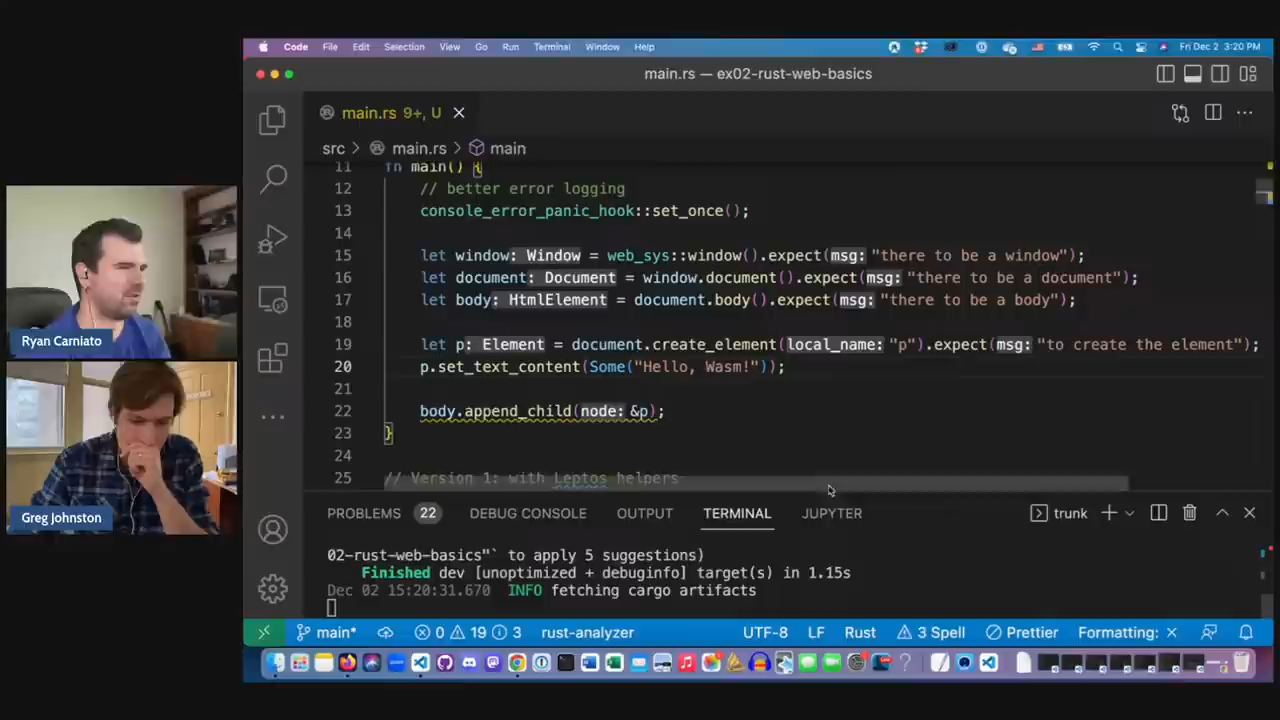 Code File Edit Selection View Go Run Terminal Window Help Fri Dec 2 3:20 PM
main.rs — ex02-rust-web-basics
main.rs 9+, U
src > main.rs > main
11 fn main() {
12 // better error logging
13 console_error_panic_hook::set_once();
14
15 let window: Window = web_sys::window().expect(msg: "there to be a window");
16 let document: Document = window.document().expect(msg: "there to be a document");
17 let body: HtmlElement = document.body().expect(msg: "there to be a body");
18
19 let p: Element = document.create_element(local_name: "p").expect(msg: "to create the element");
20 p.set_text_content(Some("Hello, Wasm!"));
21
22 body.append_child(node: &p);
23 }
24
25 // Version 1: with Leptos helpers
Ryan Carniato
Greg Johnston
PROBLEMS 22 DEBUG CONSOLE OUTPUT TERMINAL JUPYTER trunk
02-rust-web-basics"` to apply 5 suggestions)
Finished dev [unoptimized + debuginfo] target(s) in 1.15s
Dec 02 15:20:31.670 INFO fetching cargo artifacts
main* 0 19 3 rust-analyzer UTF-8 LF Rust 3 Spell Prettier Formatting: ×